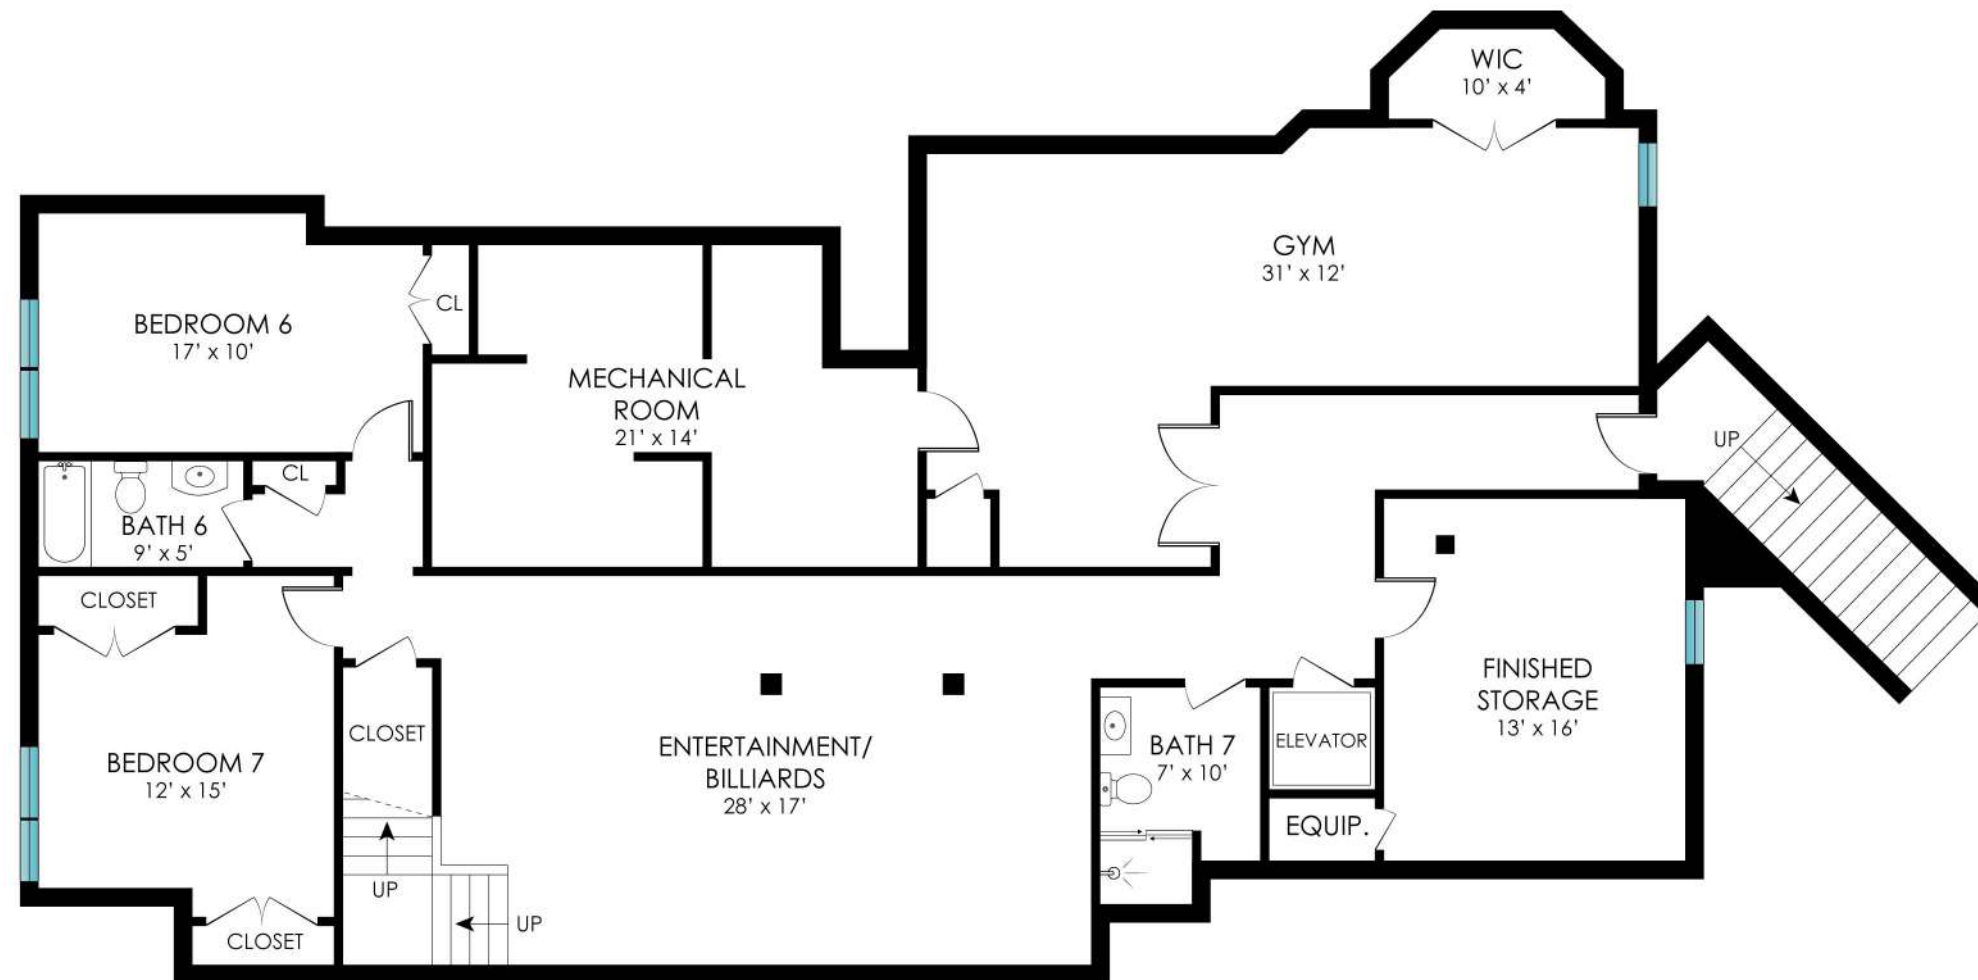 WIC
10' x 4'
GYM
31' x 12'
BEDROOM 6
17' x 10'
CL
MECHANICAL
ROOM
21' x 14'
UP
CL
BATH 6
9' x 5'
CLOSET
BEDROOM 7
12' x 15'
CLOSET
ENTERTAINMENT/
BILLIARDS
28' x 17'
BATH 7
7' x 10'
ELEVATOR
FINISHED
STORAGE
13' x 16'
EQUIP.
UP
UP
CLOSET